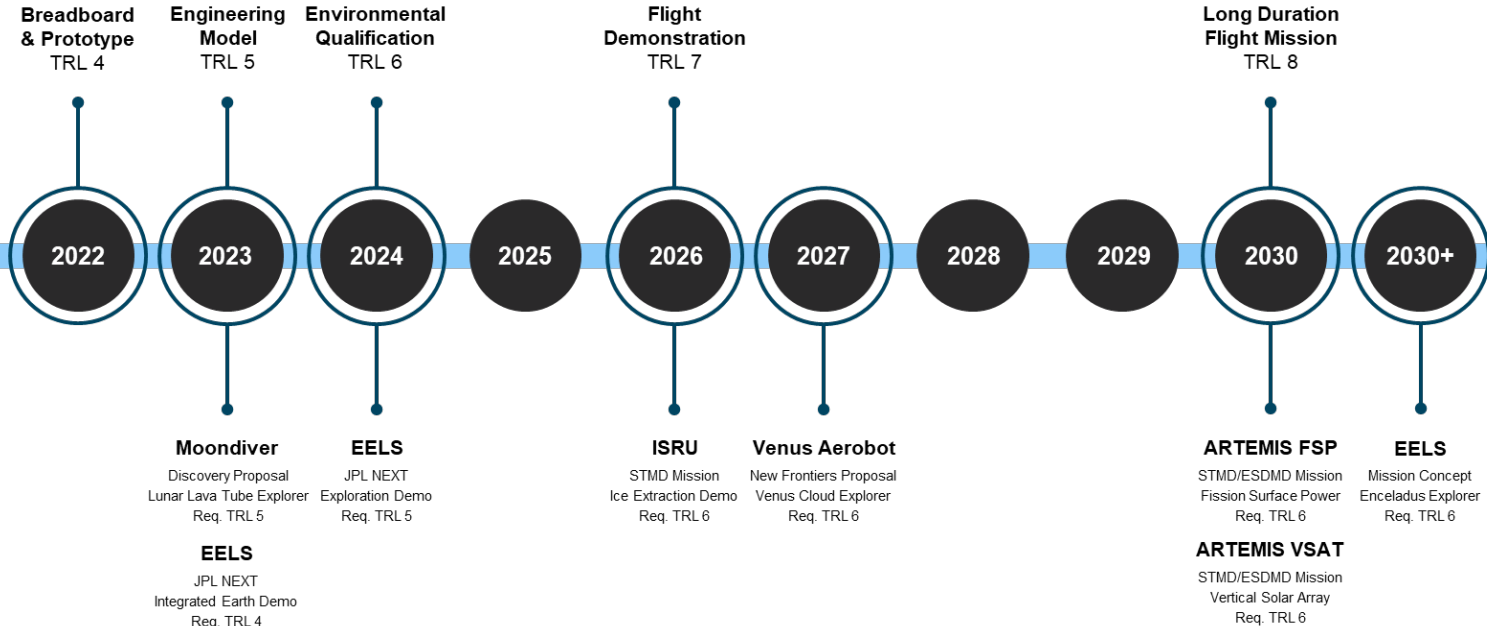 Breadboard
& Prototype
TRL 4
Engineering
Model
TRL 5
Environmental
Qualification
TRL 6
Flight
Demonstration
TRL 7
Long Duration
Flight Mission
TRL 8
2022
2023
2024
2025
2026
2027
2028
2029
2030
2030+
Moondiver
Discovery Proposal
Lunar Lava Tube Explorer
Req. TRL 5
EELS
JPL NEXT
Integrated Earth Demo
Req. TRL 4
EELS
JPL NEXT
Exploration Demo
Req. TRL 5
ISRU
STMD Mission
Ice Extraction Demo
Req. TRL 6
Venus Aerobot
New Frontiers Proposal
Venus Cloud Explorer
Req. TRL 6
ARTEMIS FSP
STMD/ESDMD Mission
Fission Surface Power
Req. TRL 6
ARTEMIS VSAT
STMD/ESDMD Mission
Vertical Solar Array
Req. TRL 6
EELS
Mission Concept
Enceladus Explorer
Req. TRL 6